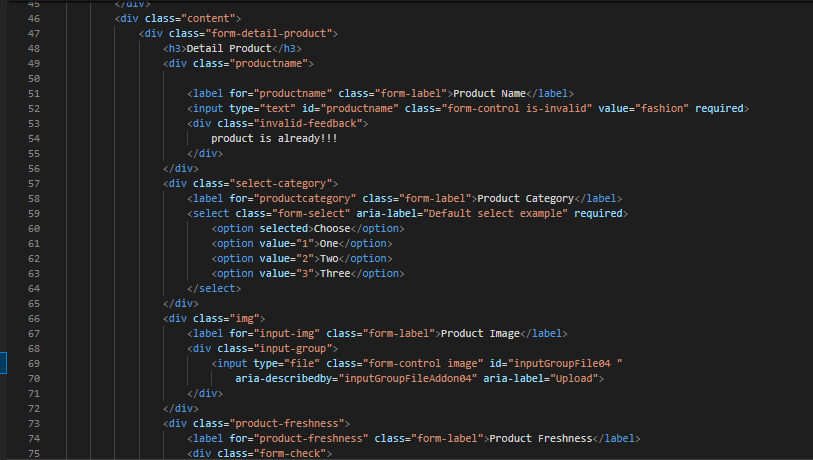 45 </div>
46 <div class="content">
47 <div class="form-detail-product">
48 <h3>Detail Product</h3>
49 <div class="productname">
50
51 <label for="productname" class="form-label">Product Name</label>
52 <input type="text" id="productname" class="form-control is-invalid" value="fashion" required>
53 <div class="invalid-feedback">
54 product is already!!!
55 </div>
56 </div>
57 <div class="select-category">
58 <label for="productcategory" class="form-label">Product Category</label>
59 <select class="form-select" aria-label="Default select example" required>
60 <option selected>Choose</option>
61 <option value="1">One</option>
62 <option value="2">Two</option>
63 <option value="3">Three</option>
64 </select>
65 </div>
66 <div class="img">
67 <label for="input-img" class="form-label">Product Image</label>
68 <div class="input-group">
69 <input type="file" class="form-control image" id="inputGroupFile04 "
70 aria-describedby="inputGroupFileAddon04" aria-label="Upload">
71 </div>
72 </div>
73 <div class="product-freshness">
74 <label for="product-freshness" class="form-label">Product Freshness</label>
75 <div class="form-check">